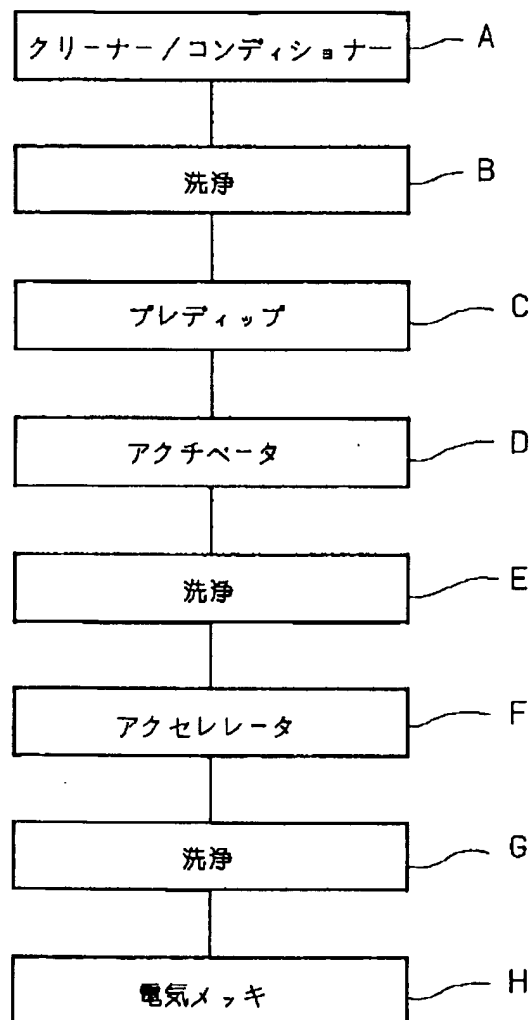 クリーナー/コンディショナー A
洗浄 B
プレディップ C
アクチベータ D
洗浄 E
アクセレレータ F
洗浄 G
電気メッキ H